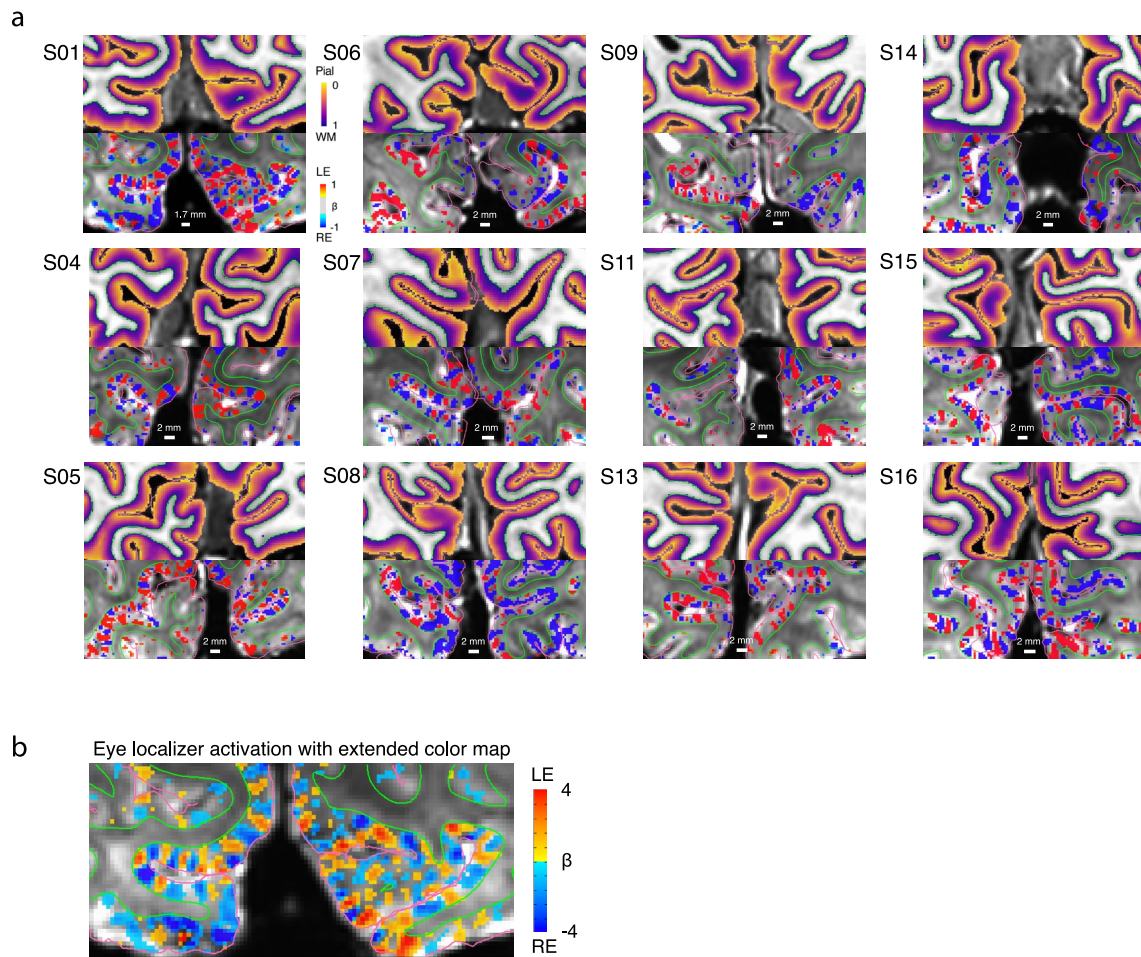 a
S01
S06
S09
S14
Pial
0
1
WM
LE
1
β
-1
RE
1.7 mm
2 mm
2 mm
2 mm
S04
S07
S11
S15
2 mm
2 mm
2 mm
2 mm
S05
S08
S13
S16
2 mm
2 mm
2 mm
2 mm
b
Eye localizer activation with extended color map
LE
4
β
-4
RE